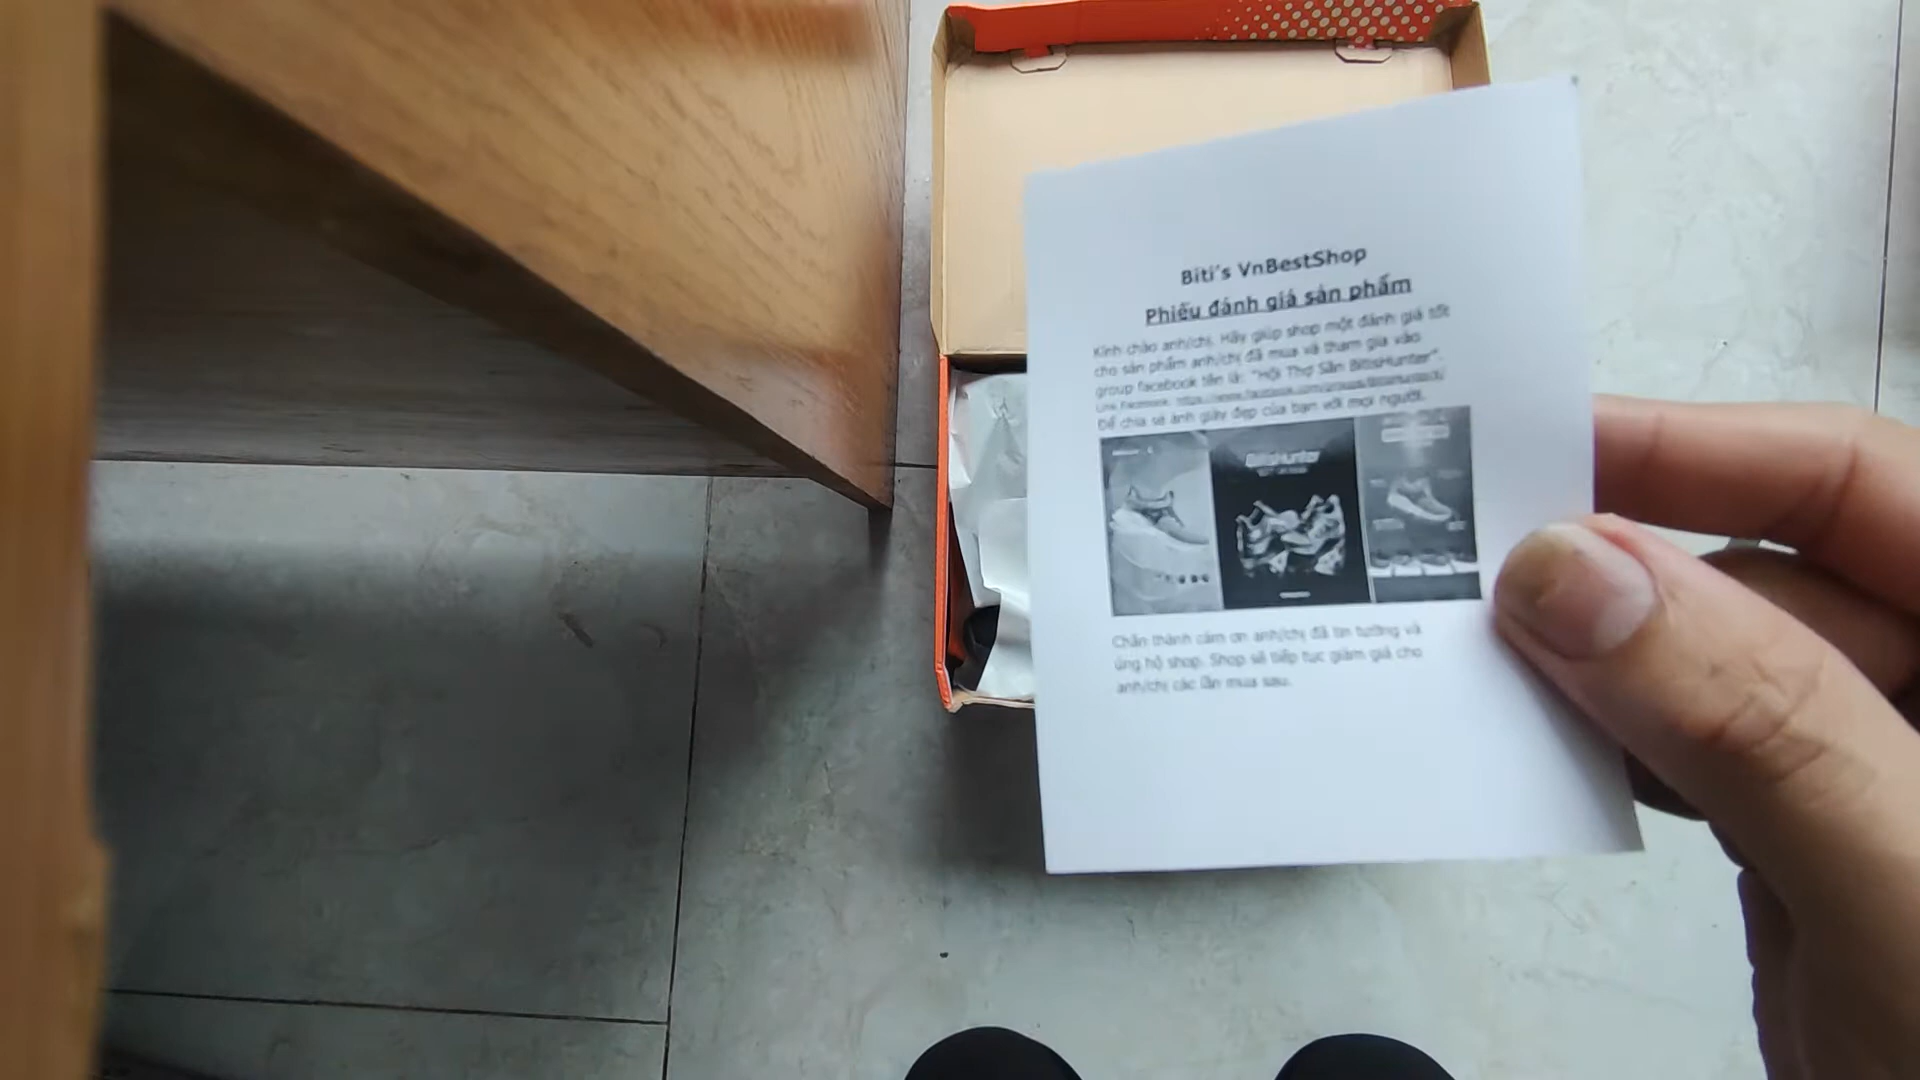 Biti's VnBestShop
Phiếu đánh giá sản phẩm
Kính chào anh/chị. Hãy giúp shop một đánh giá tốt
cho sản phẩm anh/chị đã mua và tham gia vào
group facebook tên là: "Hội Thợ Săn BitisHunter".
Link Facebook:
Để chia sẻ ảnh giày đẹp của bạn với mọi người.
BitisHunter
Chân thành cảm ơn anh/chị đã tin tưởng và
ủng hộ shop. Shop sẽ tiếp tục giảm giá cho
anh/chị các lần mua sau.